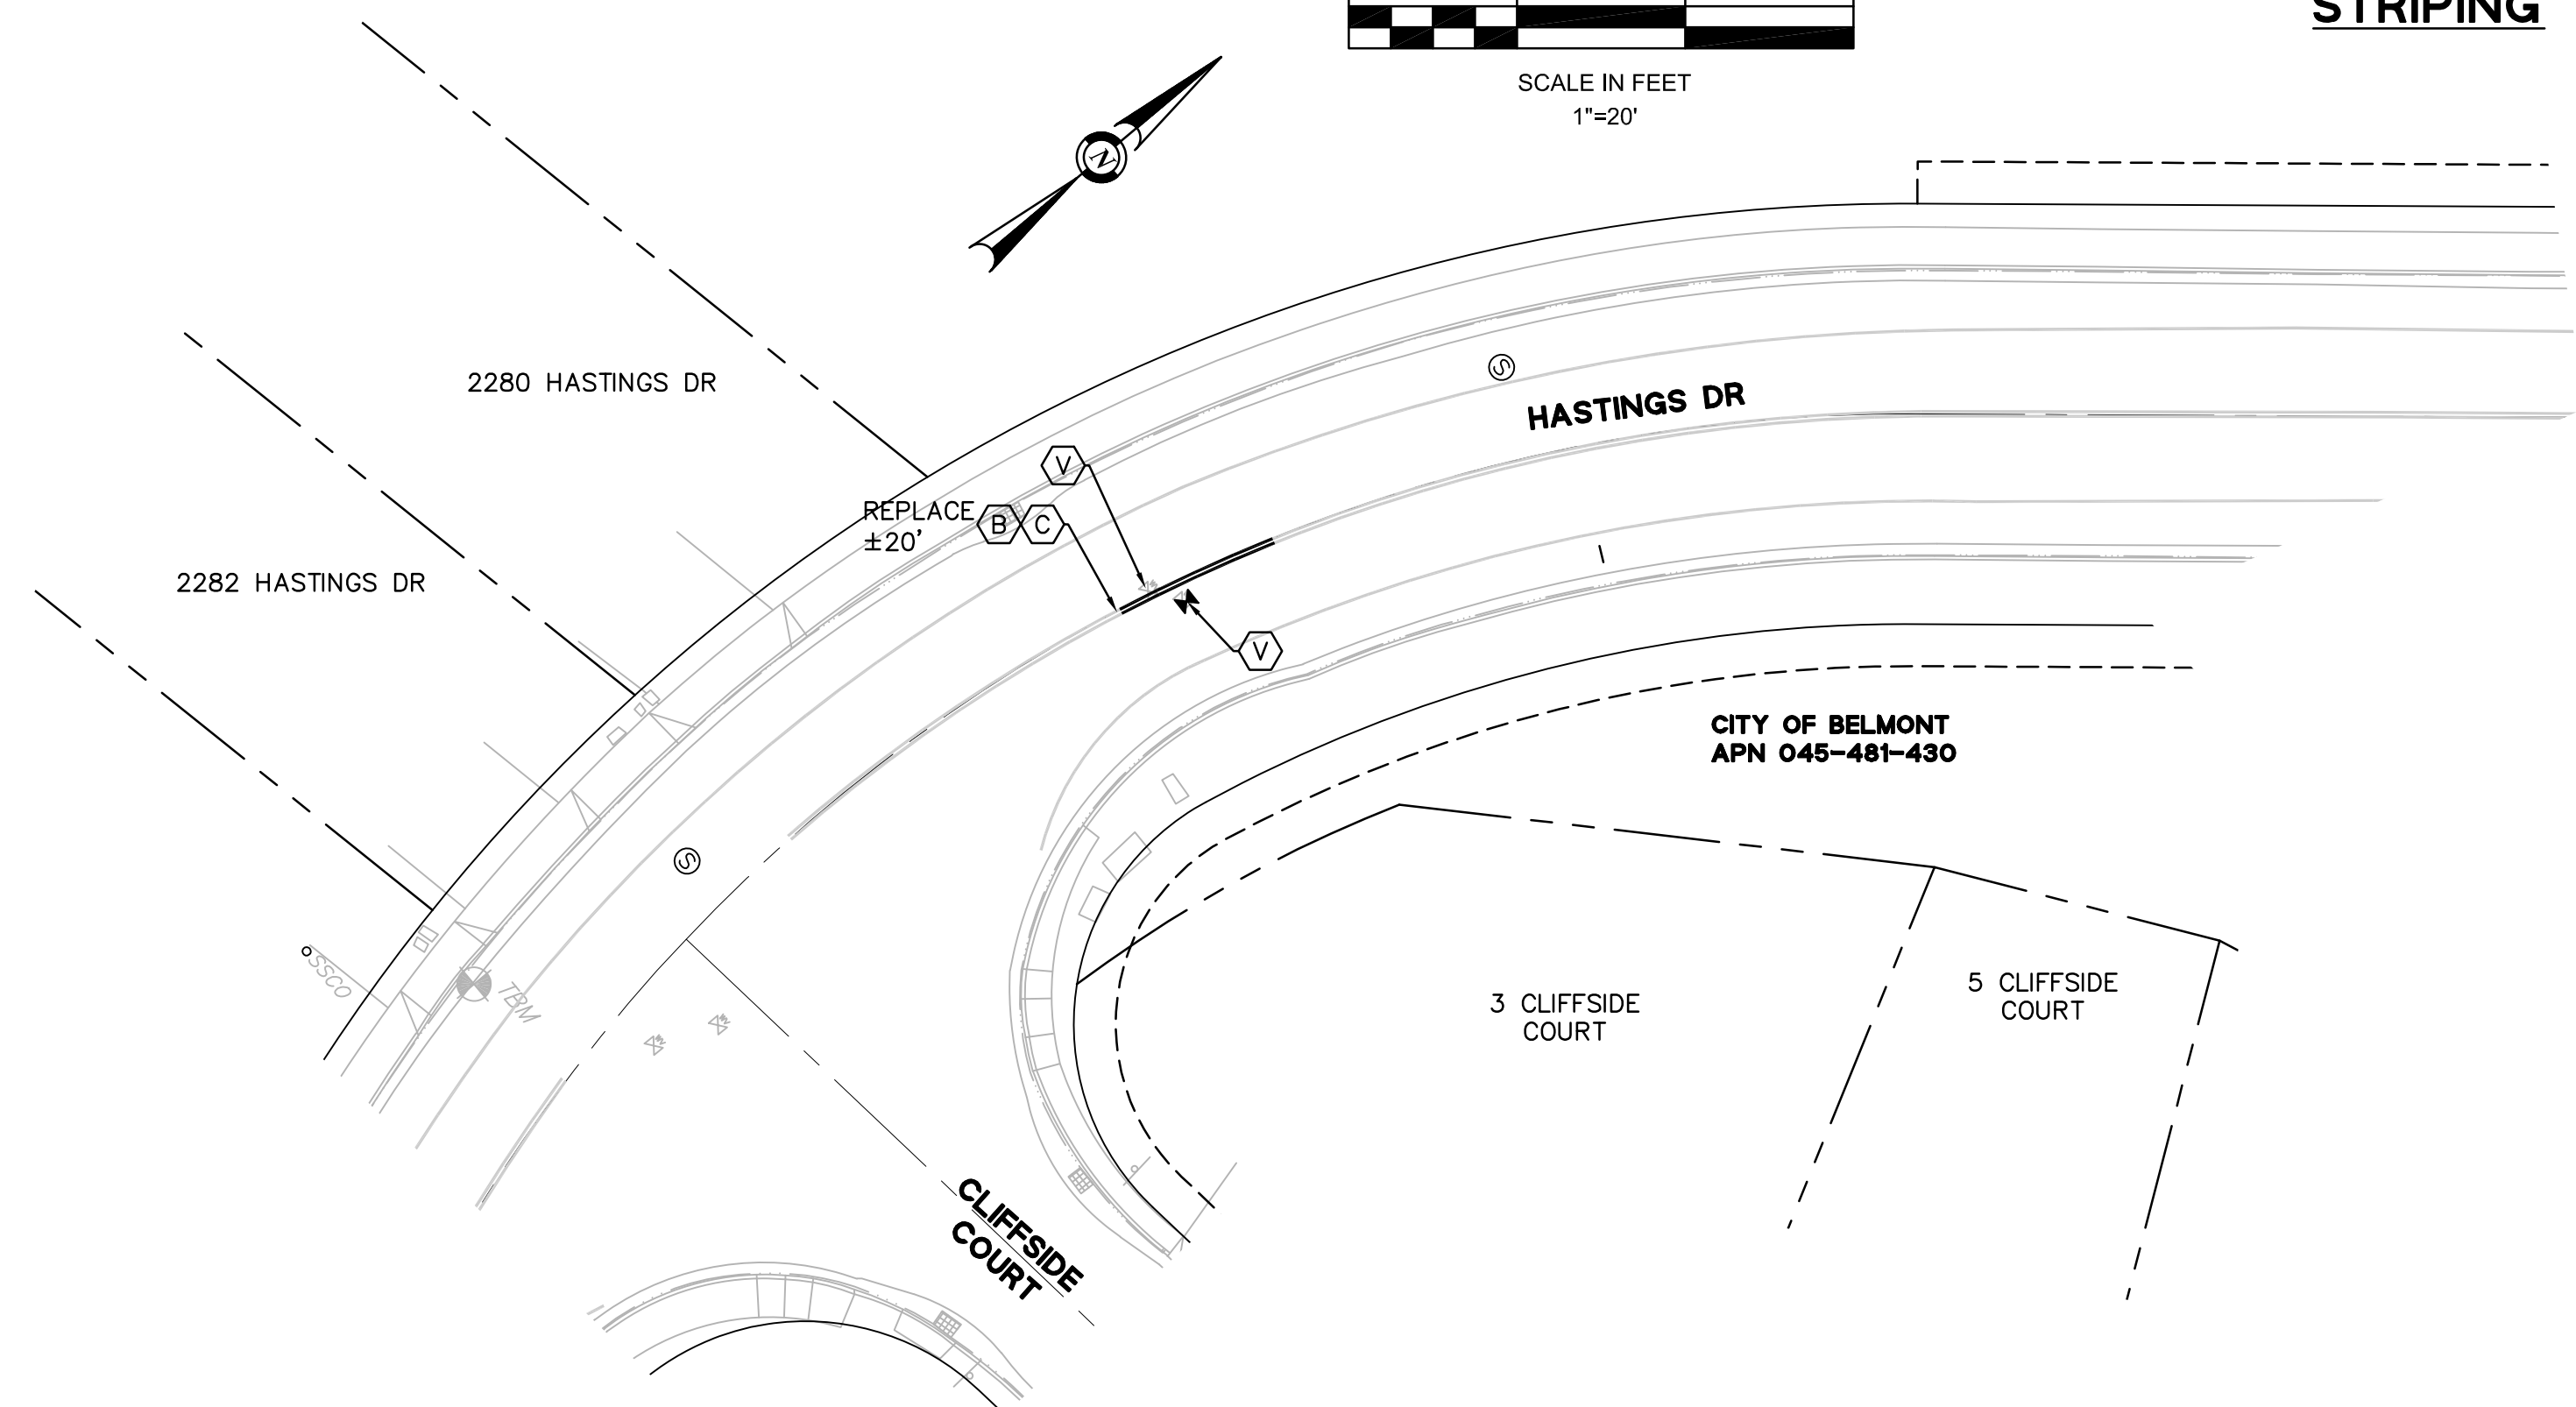 STRIPING
SCALE IN FEET
1"=20'
N
2280 HASTINGS DR
S
HASTINGS DR
V
REPLACE
±20'
B C
2282 HASTINGS DR
V
CITY OF BELMONT
APN 045-481-430
S
SSCO
TBM
3 CLIFFSIDE
COURT
5 CLIFFSIDE
COURT
CLIFFSIDE
COURT